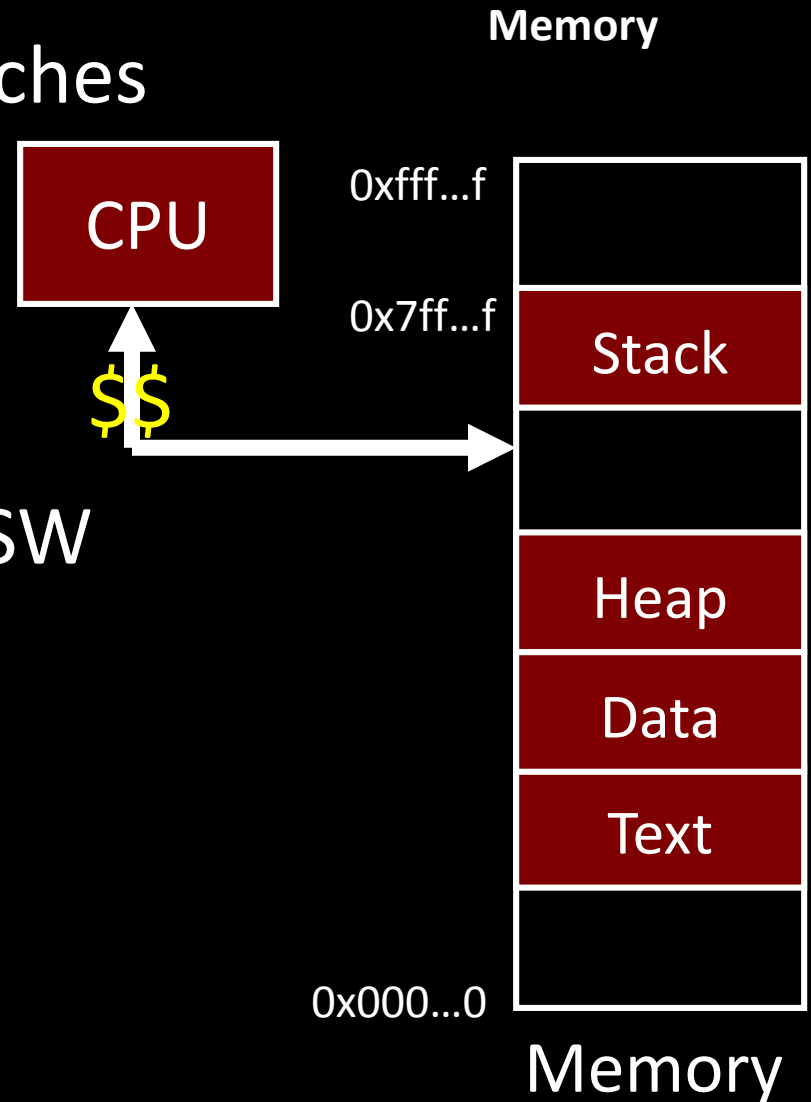 Memory
ches
CPU
0xfff...f
0x7ff...f
Stack
$$
SW
Heap
Data
Text
0x000...0
Memory